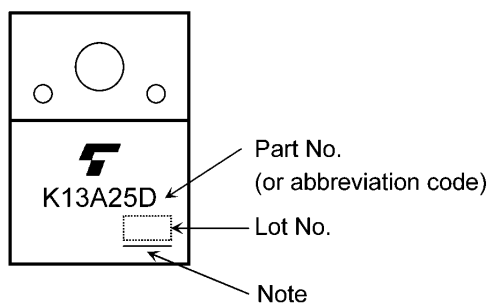 Part No.
K13A25D
(or abbreviation code)
Lot No.
Note